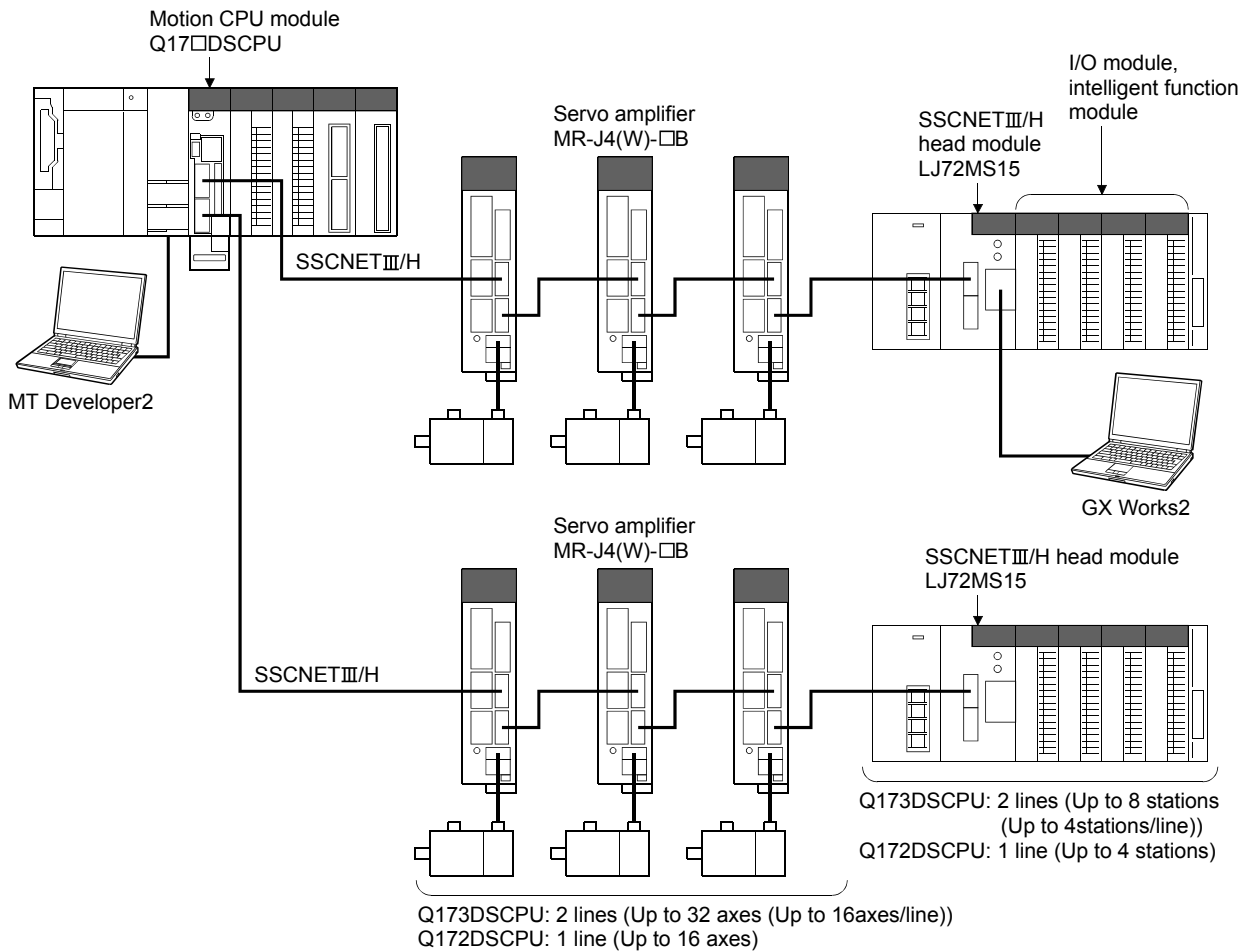 Motion CPU module
Q17□DSCPU
I/O module,
intelligent function
module
Servo amplifier
MR-J4(W)-□B
SSCNETⅢ/H
head module
LJ72MS15
SSCNETⅢ/H
MT Developer2
GX Works2
Servo amplifier
MR-J4(W)-□B
SSCNETⅢ/H head module
LJ72MS15
SSCNETⅢ/H
Q173DSCPU: 2 lines (Up to 8 stations
(Up to 4stations/line))
Q172DSCPU: 1 line (Up to 4 stations)
Q173DSCPU: 2 lines (Up to 32 axes (Up to 16axes/line))
Q172DSCPU: 1 line (Up to 16 axes)